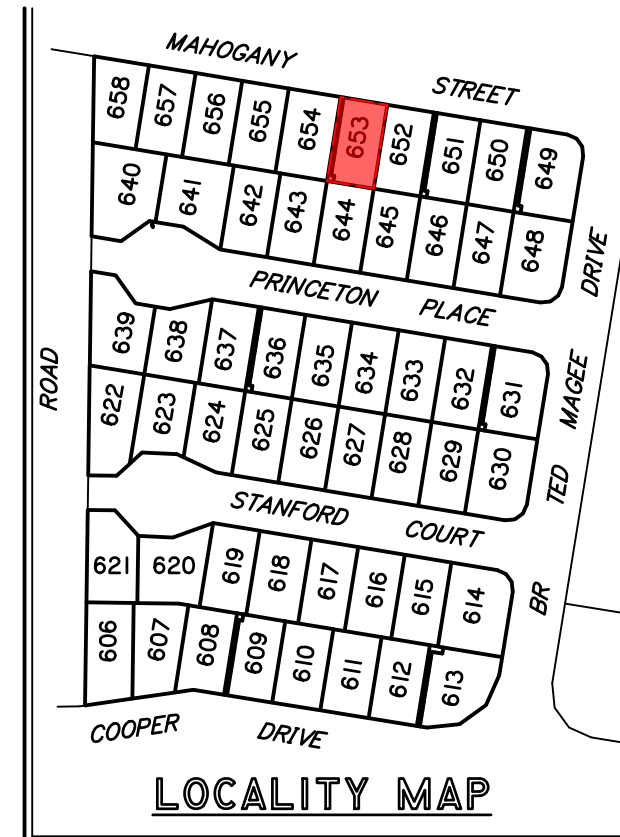 MAHOGANY STREET
658 657 656 655 654 653 652 651 650 649
640 641 642 643 644 645 646 647 648
DRIVE
PRINCETON PLACE
639 638 637 636 635 634 633 632 631
ROAD
MAGEE
622 623 624 625 626 627 628 629 630
TED
STANFORD COURT
621 620 619 618 617 616 615 614
BR
606 607 608 609 610 611 612 613
COOPER DRIVE
LOCALITY MAP